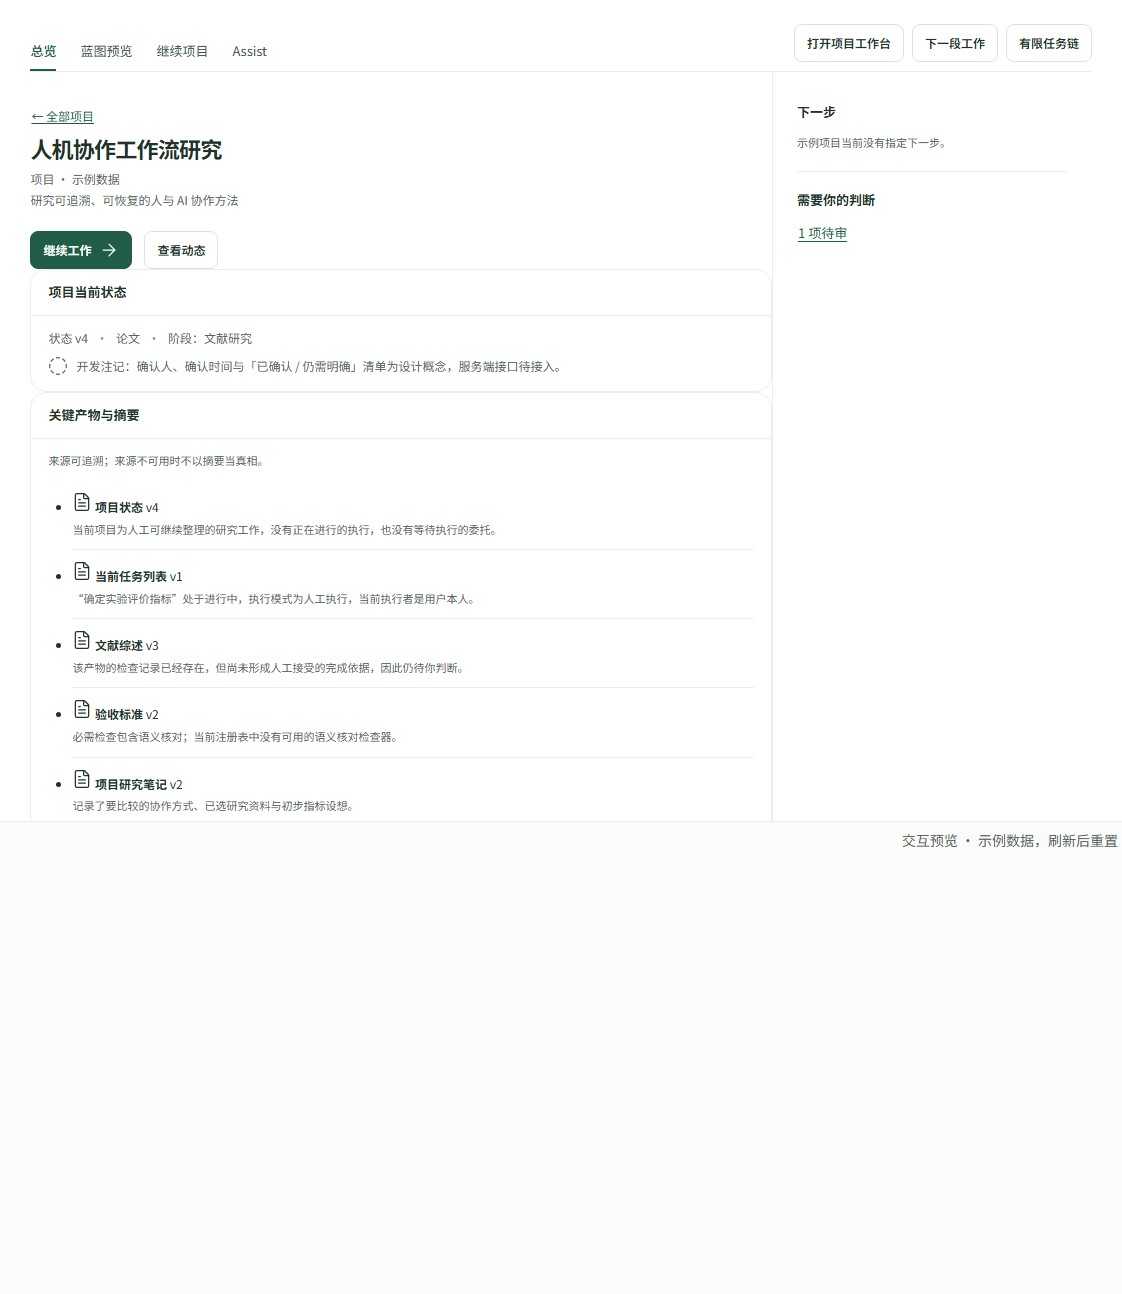 总览 蓝图预览 继续项目 Assist
打开项目工作台 下一段工作 有限任务链
← 全部项目
人机协作工作流研究
项目 · 示例数据
研究可追溯、可恢复的人与 AI 协作方法
继续工作 → 查看动态
项目当前状态
状态 v4 · 论文 · 阶段：文献研究
开发注记：确认人、确认时间与「已确认 / 仍需明确」清单为设计概念，服务端接口待接入。
关键产物与摘要
来源可追溯；来源不可用时不以摘要当真相。
项目状态 v4
当前项目为人工可继续整理的研究工作，没有正在进行的执行，也没有等待执行的委托。
当前任务列表 v1
“确定实验评价指标”处于进行中，执行模式为人工执行，当前执行者是用户本人。
文献综述 v3
该产物的检查记录已经存在，但尚未形成人工接受的完成依据，因此仍待你判断。
验收标准 v2
必需检查包含语义核对；当前注册表中没有可用的语义核对检查器。
项目研究笔记 v2
记录了要比较的协作方式、已选研究资料与初步指标设想。
下一步
示例项目当前没有指定下一步。
需要你的判断
1 项待审
交互预览 · 示例数据，刷新后重置